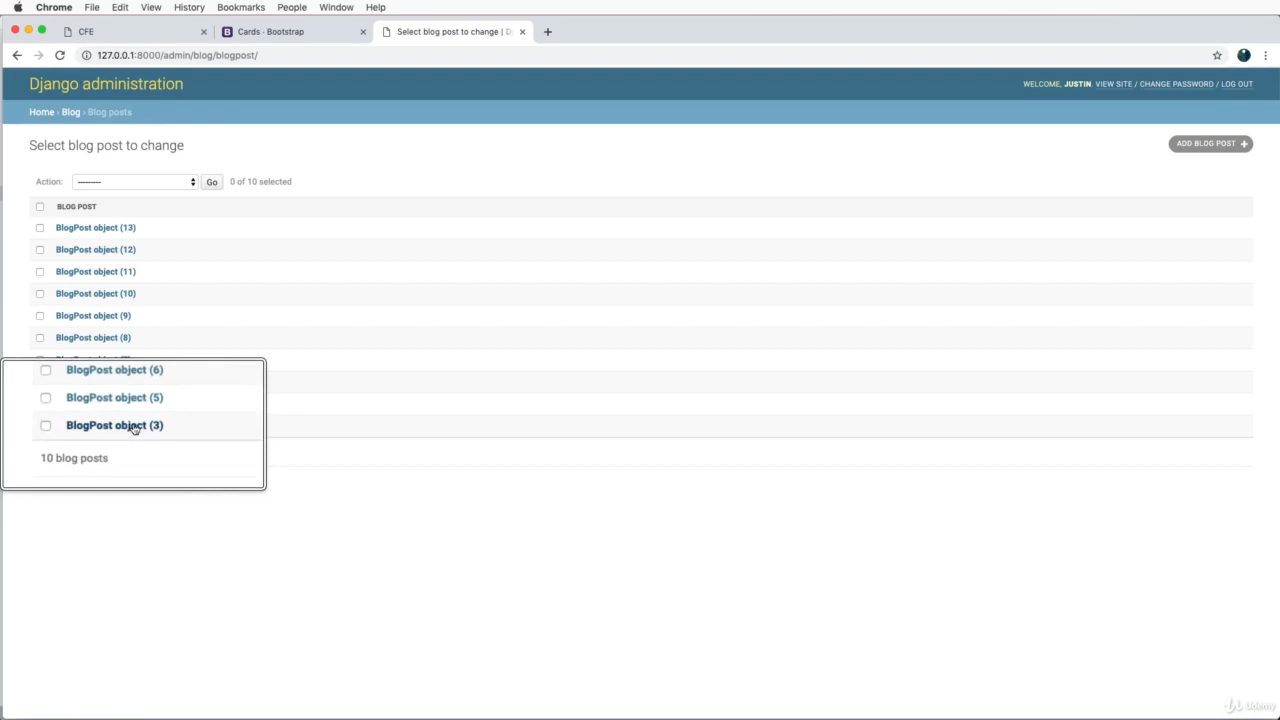 Chrome File Edit View History Bookmarks People Window Help
CFE
Cards · Bootstrap
Select blog post to change | D
127.0.0.1:8000/admin/blog/blogpost/
Django administration
WELCOME, JUSTIN. VIEW SITE / CHANGE PASSWORD / LOG OUT
Home › Blog › Blog posts
Select blog post to change
ADD BLOG POST +
Action: --------- Go 0 of 10 selected
BLOG POST
BlogPost object (13)
BlogPost object (12)
BlogPost object (11)
BlogPost object (10)
BlogPost object (9)
BlogPost object (8)
BlogPost object (6)
BlogPost object (5)
BlogPost object (3)
10 blog posts
Udemy